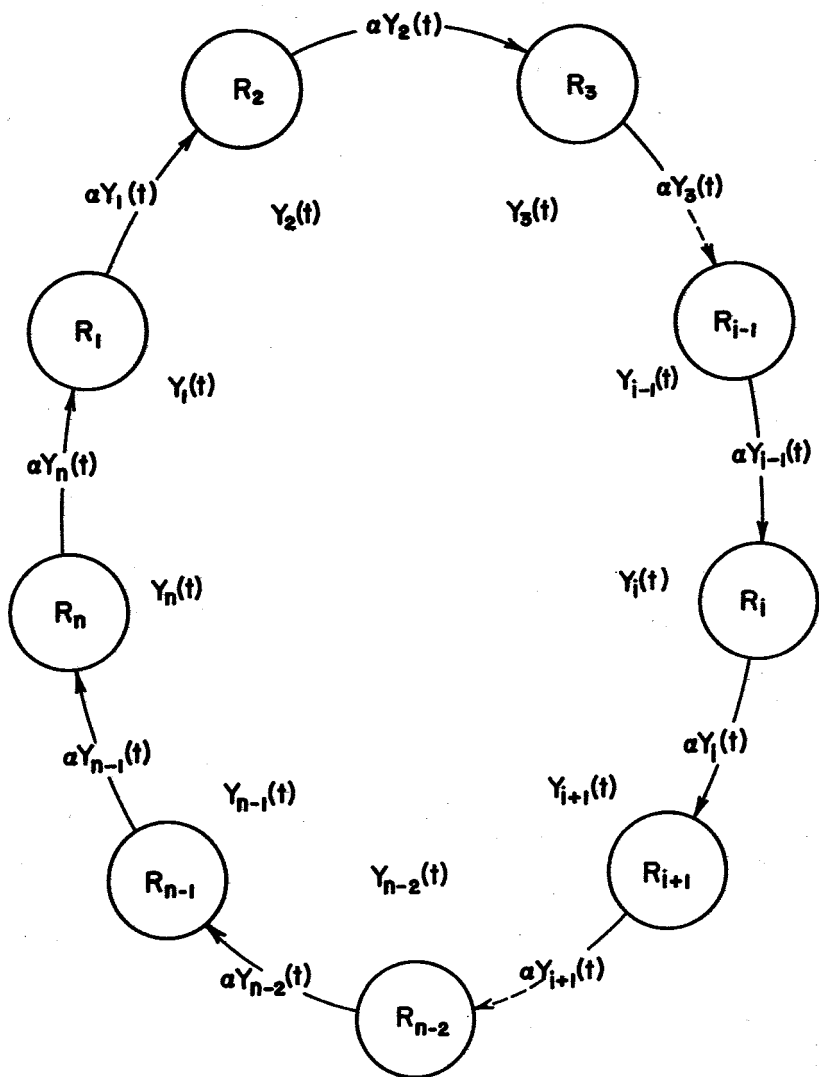 αY₂(t)
R₂
R₃
αY₁(t)
αY₃(t)
Y₂(t)
Y₃(t)
R₁
Rᵢ₋₁
Y₁(t)
Yᵢ₋₁(t)
αYₙ(t)
αYᵢ₋₁(t)
Rₙ
Yₙ(t)
Yᵢ(t)
Rᵢ
αYₙ₋₁(t)
αYᵢ(t)
Yₙ₋₁(t)
Yᵢ₊₁(t)
Rₙ₋₁
Yₙ₋₂(t)
Rᵢ₊₁
αYₙ₋₂(t)
αYᵢ₊₁(t)
Rₙ₋₂